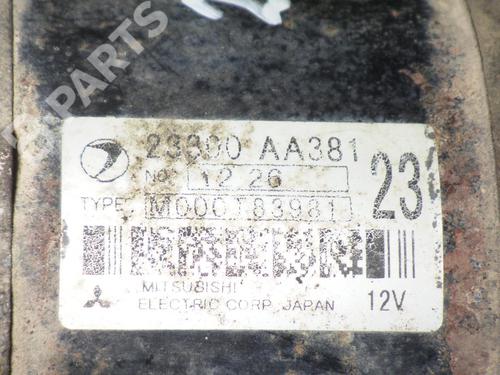 PARTS
23300 AA381
NO. 12 26
TYPE M000T83981
23
MITSUBISHI
ELECTRIC CORP. JAPAN 12V